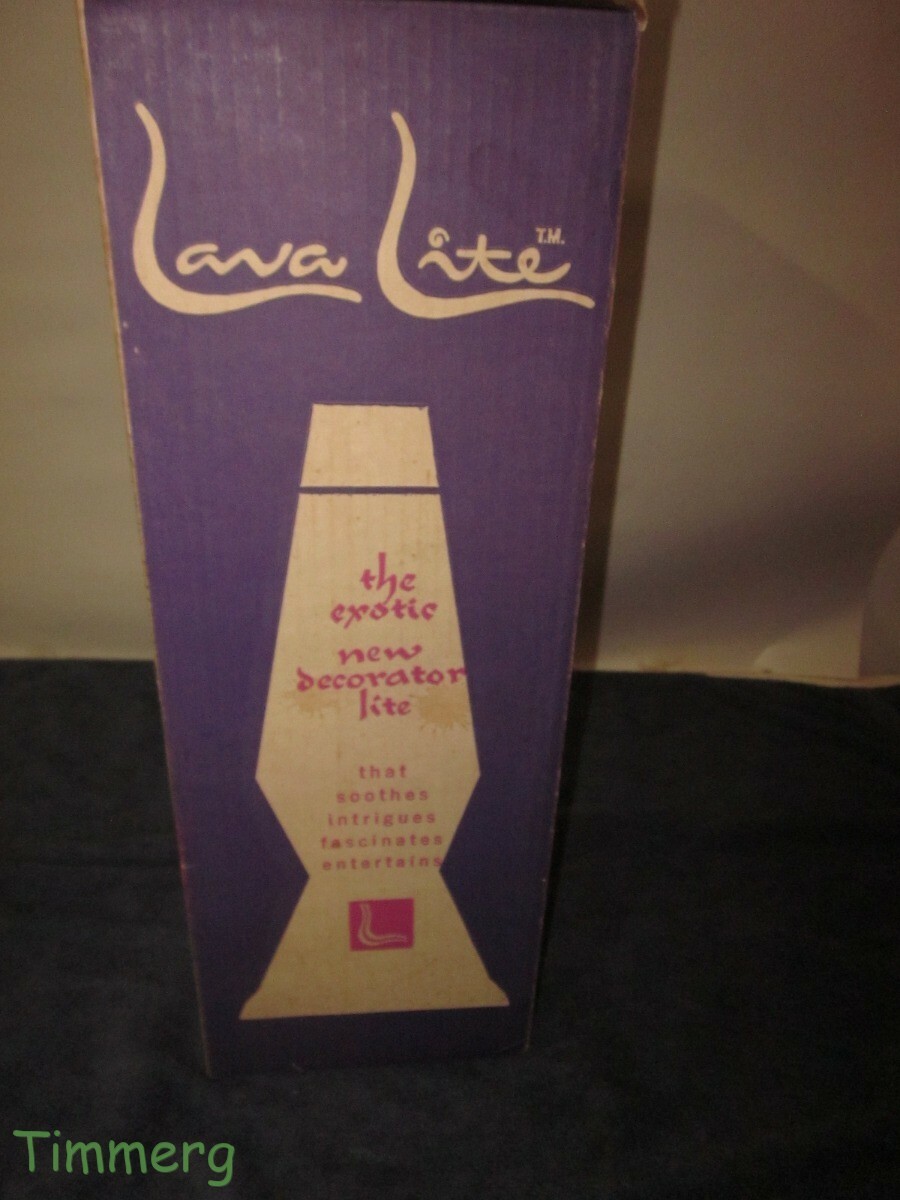 Lava Lite T.M.
the
exotic
new
decorator
lite
that
soothes
intrigues
fascinates
entertains
L
Timmerg